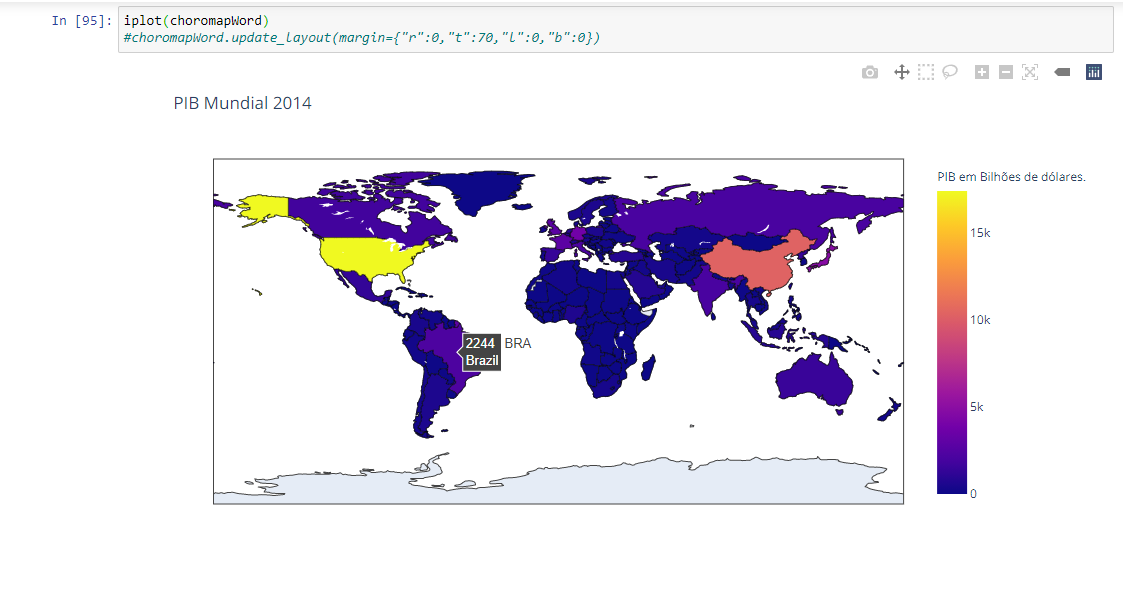 In [95]: iplot(choromapWord)
#choromapWord.update_layout(margin={"r":0,"t":70,"l":0,"b":0})
PIB Mundial 2014
PIB em Bilhões de dólares.
15k
10k
5k
0
2244 BRA
Brazil